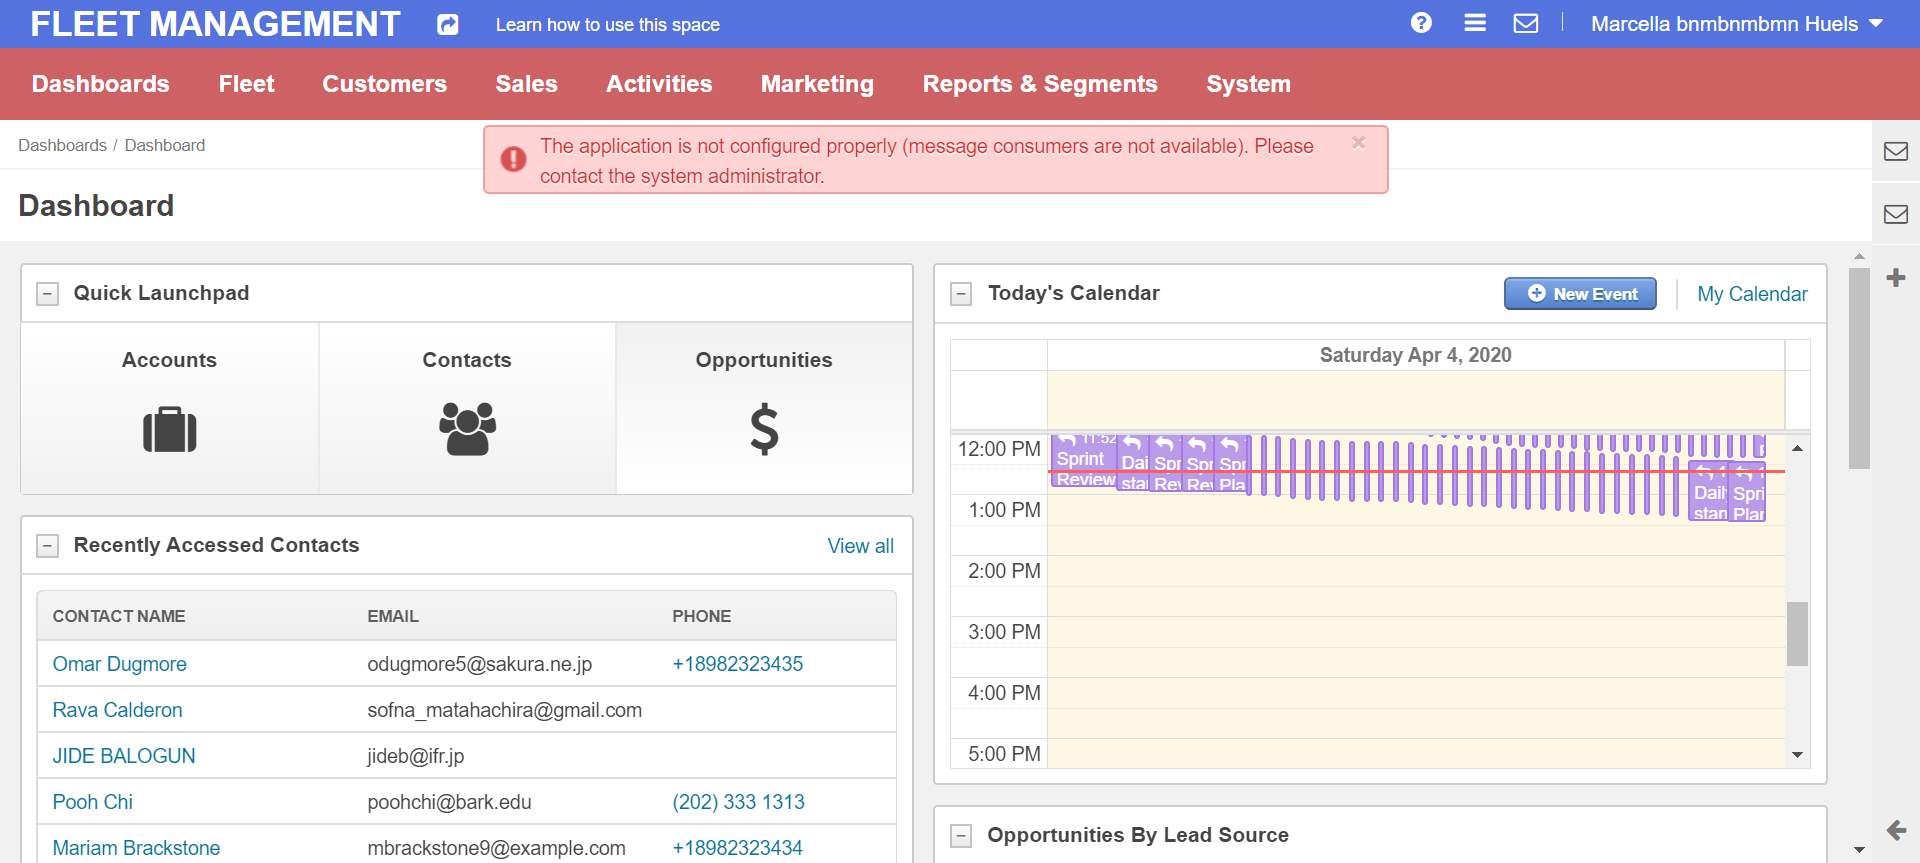 FLEET MANAGEMENT
Learn how to use this space
Marcella bnmbnmbmn Huels
Dashboards Fleet Customers Sales Activities Marketing Reports & Segments System
Dashboards / Dashboard
The application is not configured properly (message consumers are not available). Please
contact the system administrator.
×
Dashboard
Quick Launchpad
Accounts
Contacts
Opportunities
Recently Accessed Contacts
View all
CONTACT NAME EMAIL PHONE
Omar Dugmore odugmore5@sakura.ne.jp +18982323435
Rava Calderon sofna_matahachira@gmail.com
JIDE BALOGUN jideb@ifr.jp
Pooh Chi poohchi@bark.edu (202) 333 1313
Mariam Brackstone mbrackstone9@example.com +18982323434
Today's Calendar
New Event
My Calendar
Saturday Apr 4, 2020
12:00 PM
11:52
Sprint
Review
Dai
sta
Spr
Rev
Spr
Rev
Spr
Pla
Dail
stan
Spri
Plan
1:00 PM
2:00 PM
3:00 PM
4:00 PM
5:00 PM
Opportunities By Lead Source